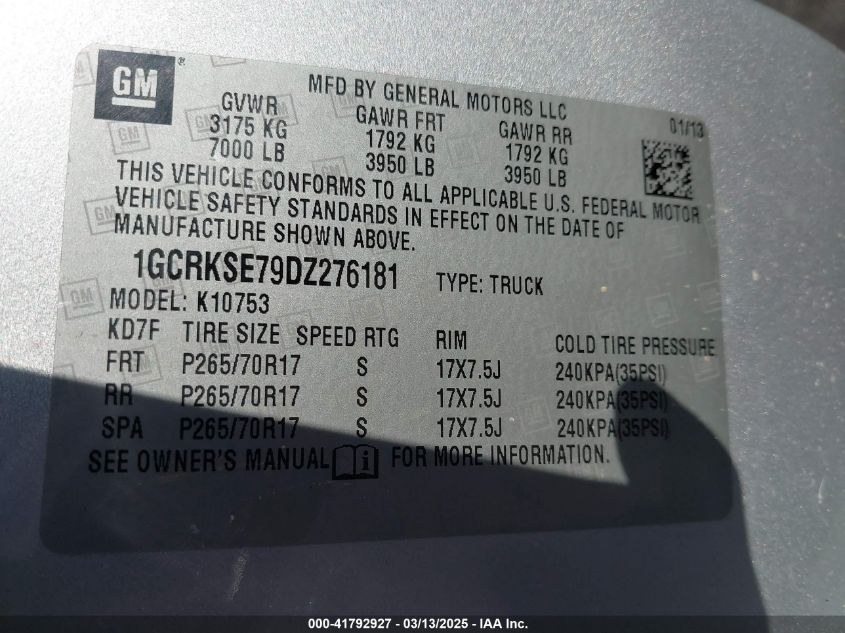 GM ®
MFD BY GENERAL MOTORS LLC
01/13
GVWR GAWR FRT GAWR RR
3175 KG 1792 KG 1792 KG
7000 LB 3950 LB 3950 LB
THIS VEHICLE CONFORMS TO ALL APPLICABLE U.S. FEDERAL MOTOR
VEHICLE SAFETY STANDARDS IN EFFECT ON THE DATE OF
MANUFACTURE SHOWN ABOVE.
1GCRKSE79DZ276181 TYPE: TRUCK
MODEL: K10753
KD7F TIRE SIZE SPEED RTG RIM COLD TIRE PRESSURE
FRT P265/70R17 S 17X7.5J 240KPA(35PSI)
RR P265/70R17 S 17X7.5J 240KPA(35PSI)
SPA P265/70R17 S 17X7.5J 240KPA(35PSI)
SEE OWNER'S MANUAL i FOR MORE INFORMATION.
000-41792927 - 03/13/2025 - IAA Inc.